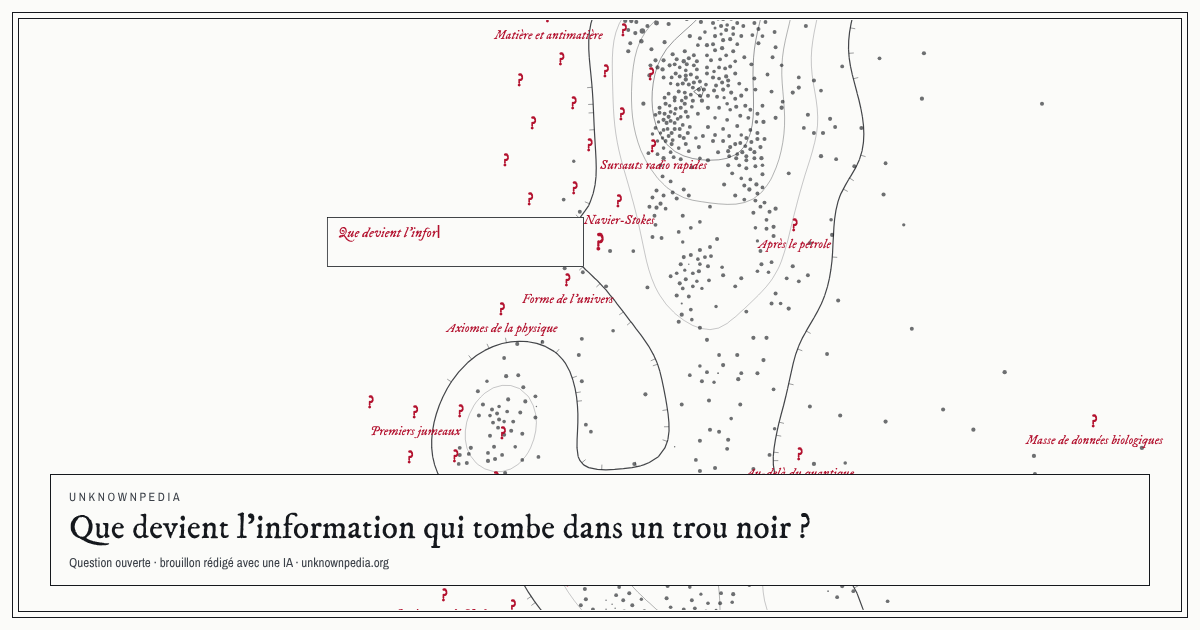 Matière et antimatière
Sursauts radio rapides
Navier-Stokes
Que devient l'infor
Après le pétrole
Forme de l'univers
Axiomes de la physique
Premiers jumeaux
Masse de données biologiques
Au-delà du quantique
UNKNOWNPEDIA
Que devient l'information qui tombe dans un trou noir ?
Question ouverte · brouillon rédigé avec une IA · unknownpedia.org